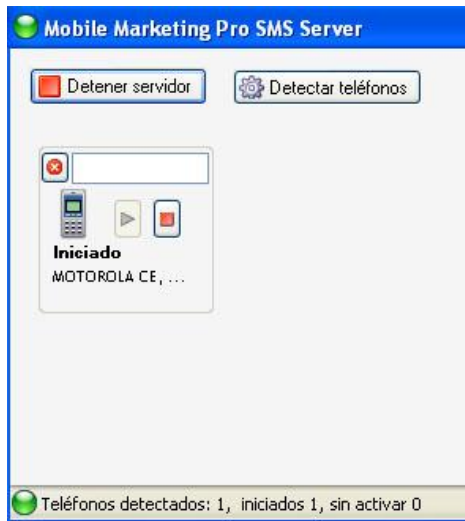 Mobile Marketing Pro SMS Server
Detener servidor
Detectar teléfonos
Iniciado
MOTOROLA CE, ...
Teléfonos detectados: 1, iniciados 1, sin activar 0